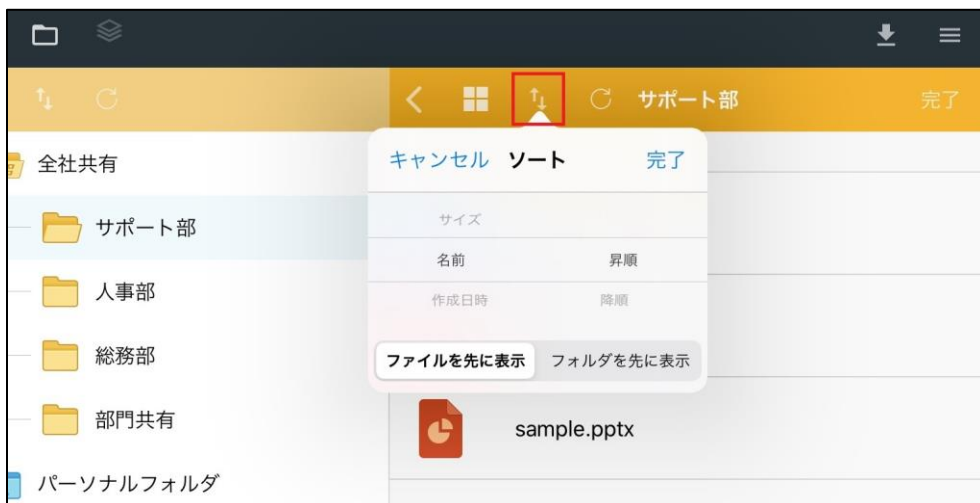 サポート部 完了
全社共有
サポート部
人事部
総務部
部門共有
パーソナルフォルダ
キャンセル ソート 完了
サイズ
名前 昇順
作成日時 降順
ファイルを先に表示 フォルダを先に表示
sample.pptx